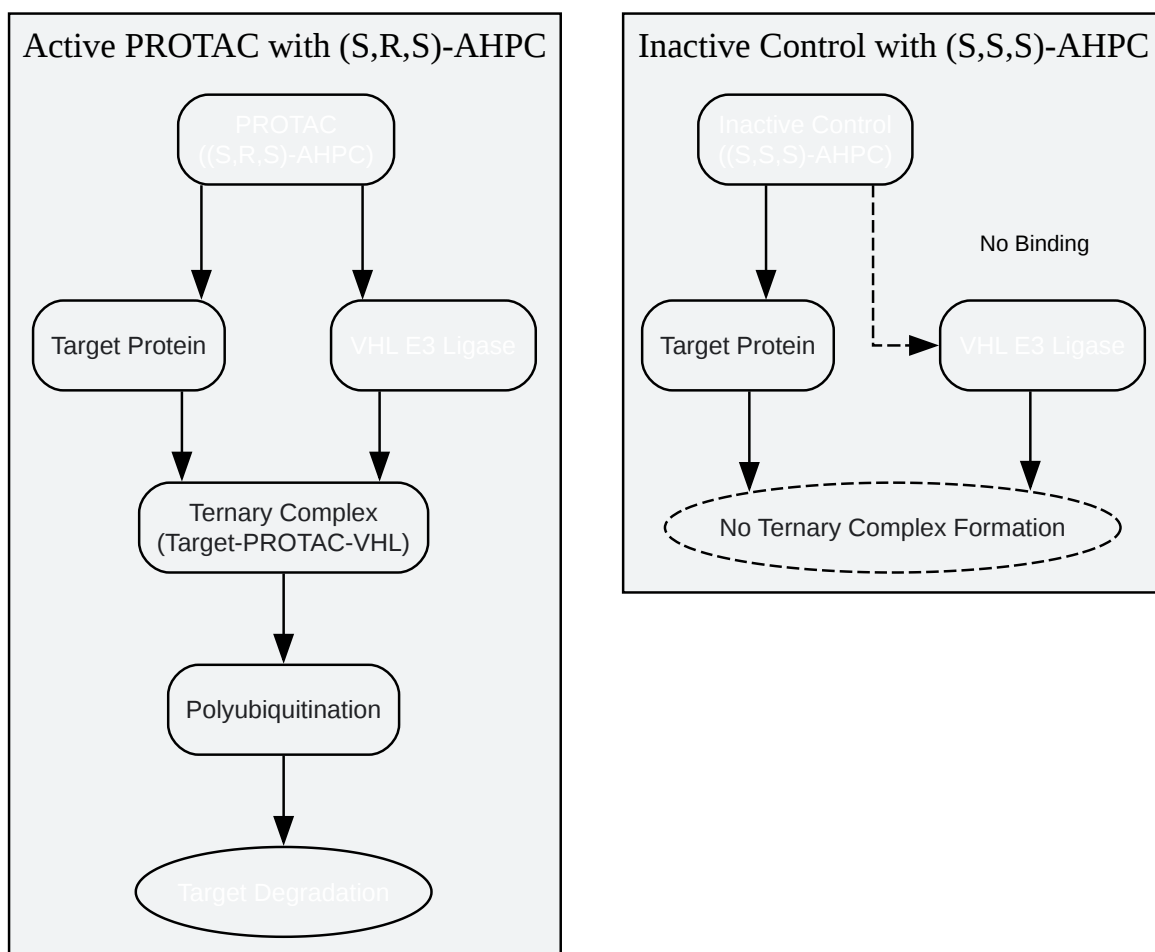 Active PROTAC with (S,R,S)-AHPC
PROTAC
((S,R,S)-AHPC)
Target Protein
VHL E3 Ligase
Ternary Complex
(Target-PROTAC-VHL)
Polyubiquitination
Target Degradation
Inactive Control with (S,S,S)-AHPC
Inactive Control
((S,S,S)-AHPC)
No Binding
Target Protein
VHL E3 Ligase
No Ternary Complex Formation